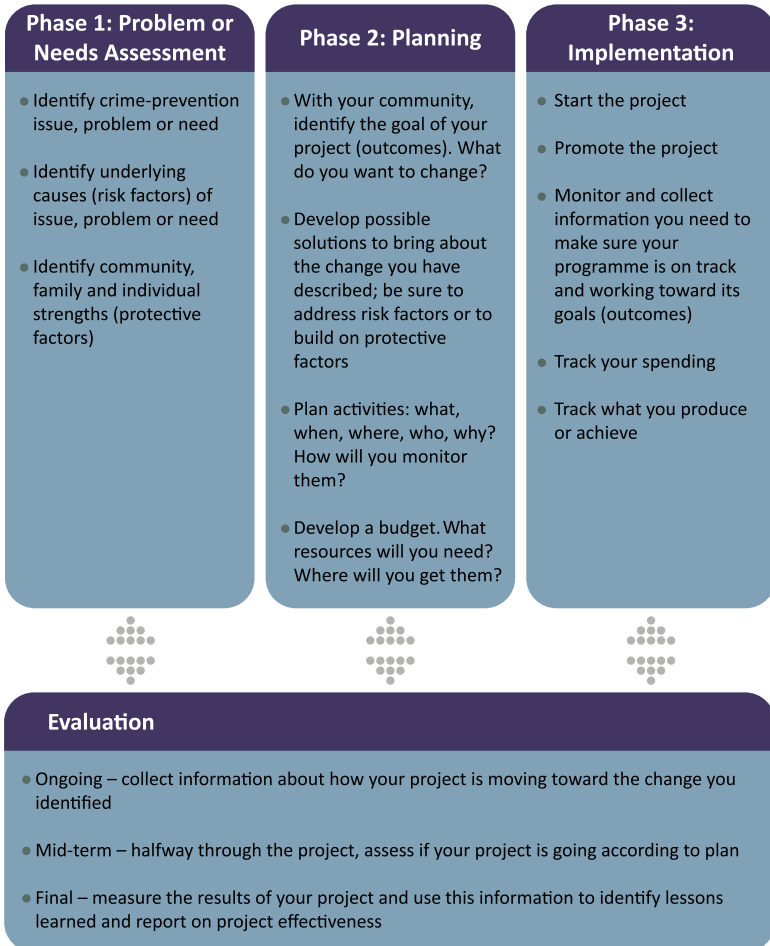 Phase 1: Problem or
Needs Assessment
• Identify crime-prevention
issue, problem or need
• Identify underlying
causes (risk factors) of
issue, problem or need
• Identify community,
family and individual
strengths (protective
factors)
Phase 2: Planning
• With your community,
identify the goal of your
project (outcomes). What
do you want to change?
• Develop possible
solutions to bring about
the change you have
described; be sure to
address risk factors or to
build on protective
factors
• Plan activities: what,
when, where, who, why?
How will you monitor
them?
• Develop a budget. What
resources will you need?
Where will you get them?
Phase 3:
Implementation
• Start the project
• Promote the project
• Monitor and collect
information you need to
make sure your
programme is on track
and working toward its
goals (outcomes)
• Track your spending
• Track what you produce
or achieve
Evaluation
• Ongoing – collect information about how your project is moving toward the change you
identified
• Mid-term – halfway through the project, assess if your project is going according to plan
• Final – measure the results of your project and use this information to identify lessons
learned and report on project effectiveness